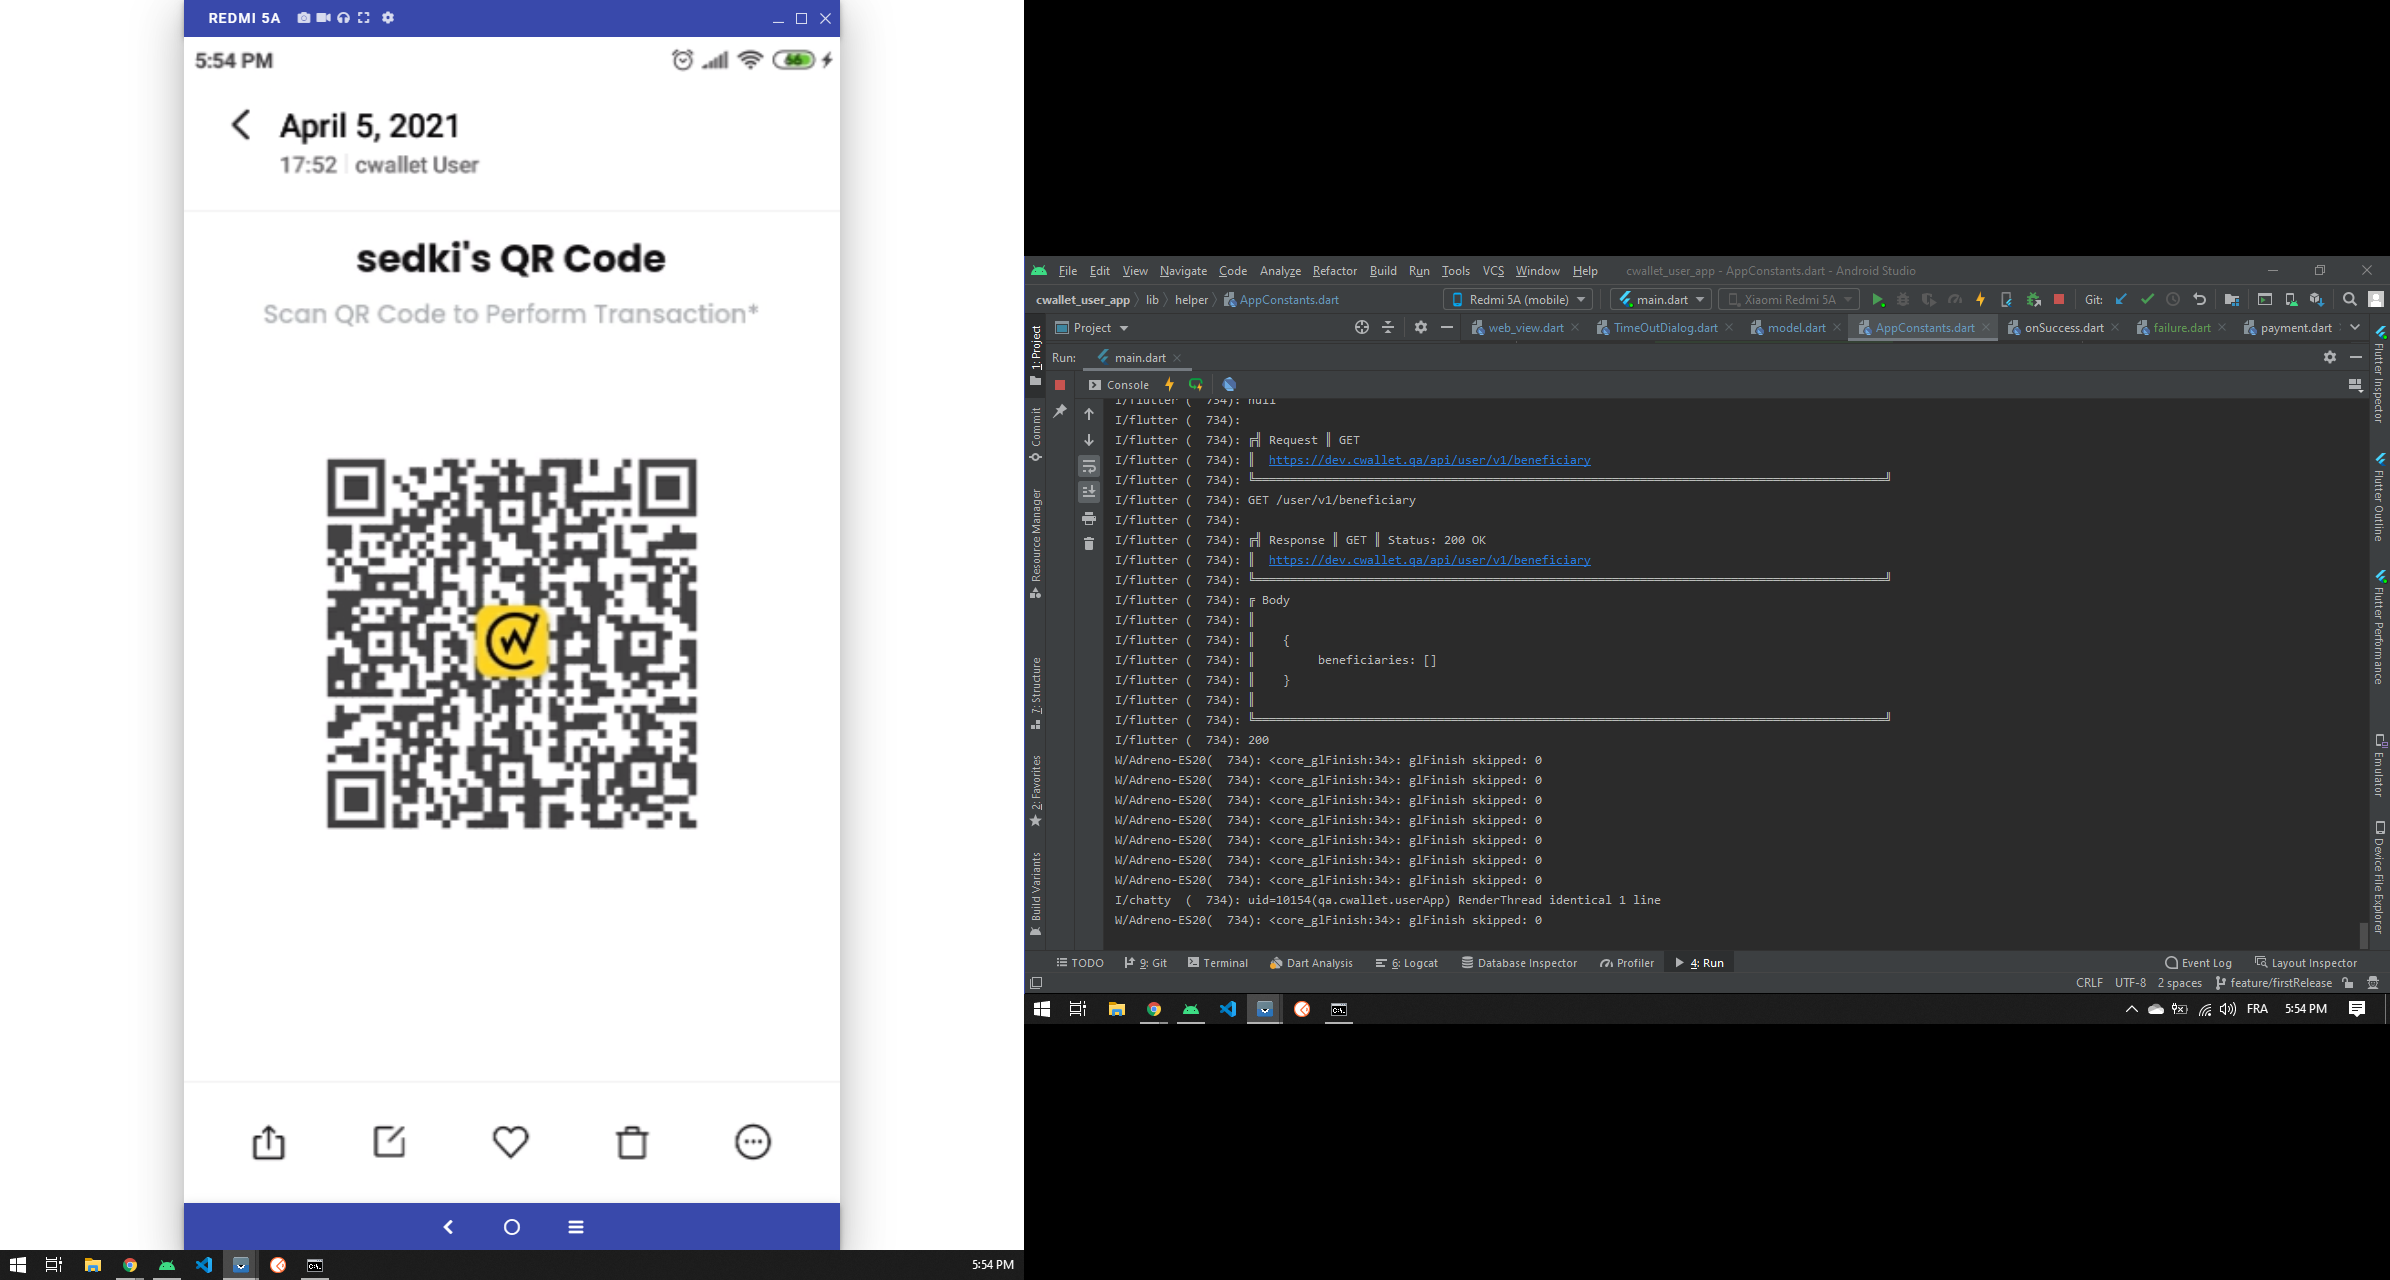 REDMI 5A
5:54 PM
66
April 5, 2021
17:52 | cwallet User
sedki's QR Code
Scan QR Code to Perform Transaction*
5:54 PM
File Edit View Navigate Code Analyze Refactor Build Run Tools VCS Window Help cwallet_user_app - AppConstants.dart - Android Studio
cwallet_user_app lib helper AppConstants.dart Redmi 5A (mobile) main.dart Xiaomi Redmi 5A Git:
Project web_view.dart TimeOutDialog.dart model.dart AppConstants.dart onSuccess.dart failure.dart payment.dart
Run: main.dart
Console
I/flutter (  734): null
I/flutter (  734):
I/flutter (  734): ╔╣ Request ║ GET
I/flutter (  734): ║  https://dev.cwallet.qa/api/user/v1/beneficiary
I/flutter (  734): ╚══════════════════════════════════════════════════════════════════════════════════════════╝
I/flutter (  734): GET /user/v1/beneficiary
I/flutter (  734):
I/flutter (  734): ╔╣ Response ║ GET ║ Status: 200 OK
I/flutter (  734): ║  https://dev.cwallet.qa/api/user/v1/beneficiary
I/flutter (  734): ╚══════════════════════════════════════════════════════════════════════════════════════════╝
I/flutter (  734): ╔ Body
I/flutter (  734): ║
I/flutter (  734): ║    {
I/flutter (  734): ║         beneficiaries: []
I/flutter (  734): ║    }
I/flutter (  734): ║
I/flutter (  734): ╚══════════════════════════════════════════════════════════════════════════════════════════╝
I/flutter (  734): 200
W/Adreno-ES20(  734): <core_glFinish:34>: glFinish skipped: 0
W/Adreno-ES20(  734): <core_glFinish:34>: glFinish skipped: 0
W/Adreno-ES20(  734): <core_glFinish:34>: glFinish skipped: 0
W/Adreno-ES20(  734): <core_glFinish:34>: glFinish skipped: 0
W/Adreno-ES20(  734): <core_glFinish:34>: glFinish skipped: 0
W/Adreno-ES20(  734): <core_glFinish:34>: glFinish skipped: 0
W/Adreno-ES20(  734): <core_glFinish:34>: glFinish skipped: 0
I/chatty  (  734): uid=10154(qa.cwallet.userApp) RenderThread identical 1 line
W/Adreno-ES20(  734): <core_glFinish:34>: glFinish skipped: 0
1: Project
Commit
Resource Manager
7: Structure
2: Favorites
Build Variants
Flutter Inspector
Flutter Outline
Flutter Performance
Emulator
Device File Explorer
TODO 9: Git Terminal Dart Analysis 6: Logcat Database Inspector Profiler 4: Run Event Log Layout Inspector
CRLF UTF-8 2 spaces feature/firstRelease
FRA 5:54 PM